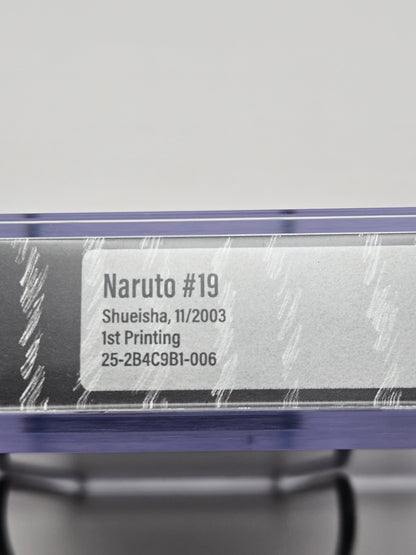 Naruto #19
Shueisha, 11/2003
1st Printing
25-2B4C9B1-006